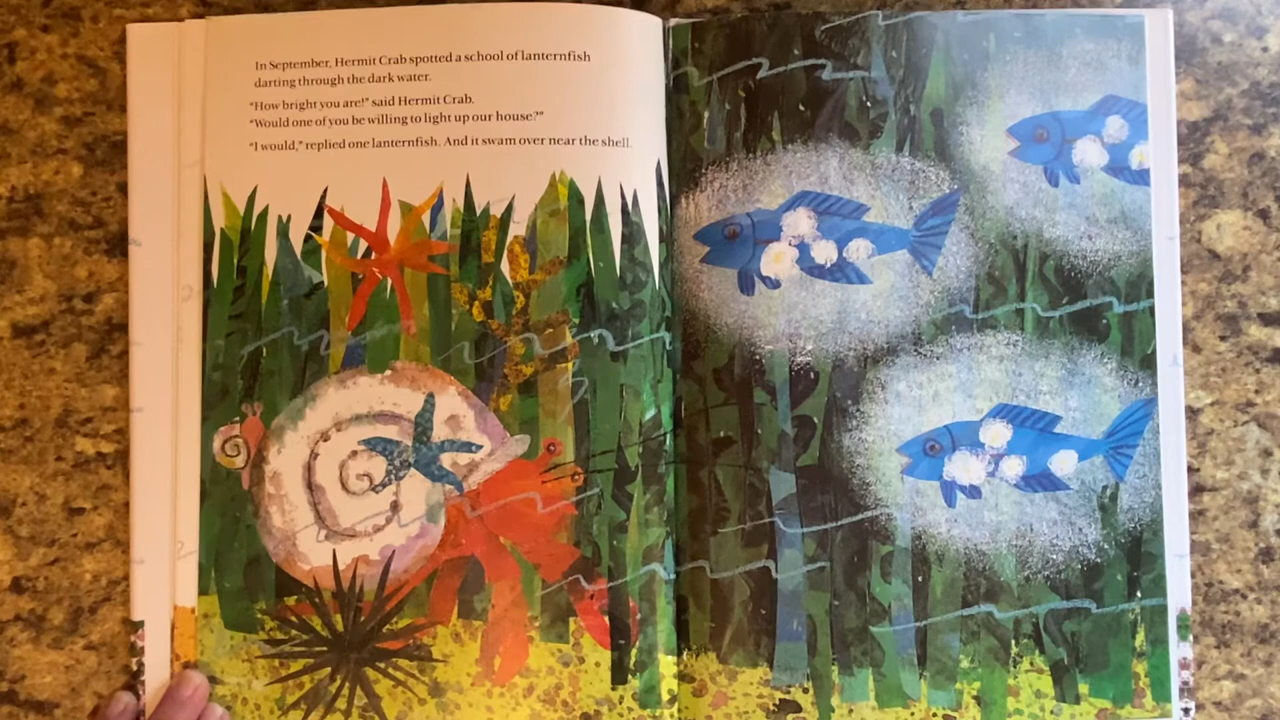 In September, Hermit Crab spotted a school of lanternfish
darting through the dark water.
“How bright you are!” said Hermit Crab.
“Would one of you be willing to light up our house?”
“I would,” replied one lanternfish. And it swam over near the shell.